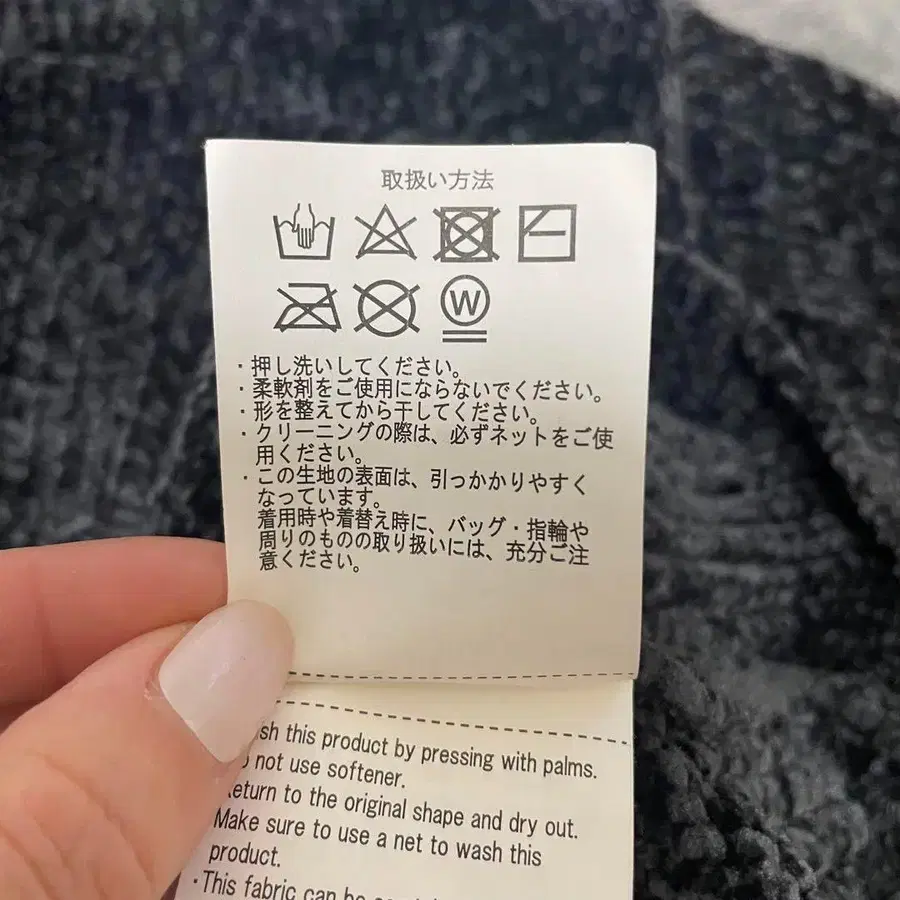 取扱い方法
W
・押し洗いしてください。
・柔軟剤をご使用にならないでください。
・形を整えてから干してください。
・クリーニングの際は、必ずネットをご使
用ください。
・この生地の表面は、引っかかりやすく
なっています。
着用時や着替え時に、バッグ・指輪や
周りのものの取り扱いには、充分ご注
意ください。
this product by pressing with palms.
not use softener.
to the original shape and dry out.
Make sure to use a net to wash this
product.
・This fabric can be